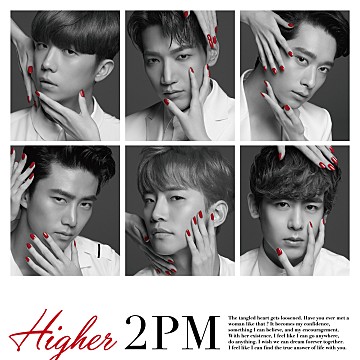 Higher 2PM
The tangled heart gets loosened. Have you ever met a
woman like that ? It becomes my confidence,
something I can believe, and my encouragement.
With her existence, I feel like I can go anywhere,
do anything. I wish we can dream forever together.
I feel like I can find the true answer of life with you.